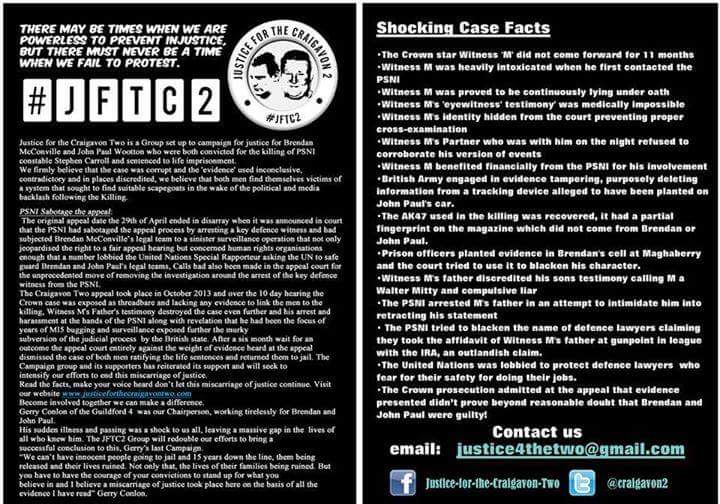 THERE MAY BE TIMES WHEN WE ARE
POWERLESS TO PREVENT INJUSTICE,
BUT THERE MUST NEVER BE A TIME
WHEN WE FAIL TO PROTEST.
#JFTC2
JUSTICE FOR THE CRAIGAVON 2
#JFTC2
Justice for the Craigavon Two is a Group set up to campaign for justice for Brendan
McConville and John Paul Wootton who were both convicted for the killing of PSNI
constable Stephen Carroll and sentenced to life imprisonment.
We firmly believe that the case was corrupt and the 'evidence' used inconclusive,
contradictory and in places discredited, we believe that both men find themselves victims of
a system that sought to find suitable scapegoats in the wake of the political and media
backlash following the Killing.
PSNI Sabotage the appeal:
The original appeal date the 29th of April ended in disarray when it was announced in court
that the PSNI had sabotaged the appeal process by arresting a key defence witness and had
subjected Brendan McConville's legal team to a sinister surveillance operation that not only
jeopardised the right to a fair appeal hearing but concerned human rights organisations
enough that a number lobbied the United Nations Special Rapporteur asking the UN to safe
guard Brendan and John Paul's legal teams, Calls had also been made in the appeal court for
the unprecedented move of removing the investigation around the arrest of the key defence
witness from the PSNI.
The Craigavon Two appeal took place in October 2013 and over the 10 day hearing the
Crown case was exposed as threadbare and lacking any evidence to link the men to the
killing, Witness M's Father's testimony destroyed the case even further and his arrest and
harassment at the hands of the PSNI along with revelation that he had been the focus of
years of MI5 bugging and surveillance exposed further the murky
subversion of the judicial process by the British state. After a six month wait for an
outcome the appeal court entirely against the weight of evidence heard at the appeal
dismissed the case of both men ratifying the life sentences and returned them to jail. The
Campaign group and its supporters has reiterated its support and will seek to
intensify our efforts to end this miscarriage of justice.
Read the facts, make your voice heard don't let this miscarriage of justice continue. Visit
our website www.justiceforthecraigavontwo.com
Become involved together we can make a difference.
Gerry Conlon of the Guildford 4 was our Chairperson, working tirelessly for Brendan and
John Paul.
His sudden illness and passing was a shock to us all, leaving a massive gap in the lives of
all who knew him. The JFTC2 Group will redouble our efforts to bring a
successful conclusion to this, Gerry's last Campaign.
"We can't have innocent people going to jail and 15 years down the line, them being
released and their lives ruined. Not only that, the lives of their families being ruined. But
you have to have the courage of your convictions to stand up for what you
believe in and I believe a miscarriage of justice took place here on the basis of all the
evidence I have read" Gerry Conlon.
Shocking Case Facts
•The Crown star Witness 'M' did not come forward for 11 months
•Witness M was heavily intoxicated when he first contacted the
PSNI
•Witness M was proved to be continuously lying under oath
•Witness M's 'eyewitness' testimony' was medically impossible
•Witness M's identity hidden from the court preventing proper
cross-examination
•Witness M's Partner who was with him on the night refused to
corroborate his version of events
•Witness M benefited financially from the PSNI for his involvement
•British Army engaged in evidence tampering, purposely deleting
information from a tracking device alleged to have been planted on
John Paul's car.
•The AK47 used in the killing was recovered, it had a partial
fingerprint on the magazine which did not come from Brendan or
John Paul.
•Prison officers planted evidence in Brendan's cell at Maghaberry
and the court tried to use it to blacken his character.
•Witness M's father discredited his sons testimony calling M a
Walter Mitty and compulsive liar
•The PSNI arrested M's father in an attempt to intimidate him into
retracting his statement
• The PSNI tried to blacken the name of defence lawyers claiming
they took the affidavit of Witness M's father at gunpoint in league
with the IRA, an outlandish claim.
•The United Nations was lobbied to protect defence lawyers who
fear for their safety for doing their jobs.
•The Crown prosecution admitted at the appeal that evidence
presented didn't prove beyond reasonable doubt that Brendan and
John Paul were guilty!
Contact us
email: justice4thetwo@gmail.com
Justice-for-the-Craigavon-Two @craigavon2